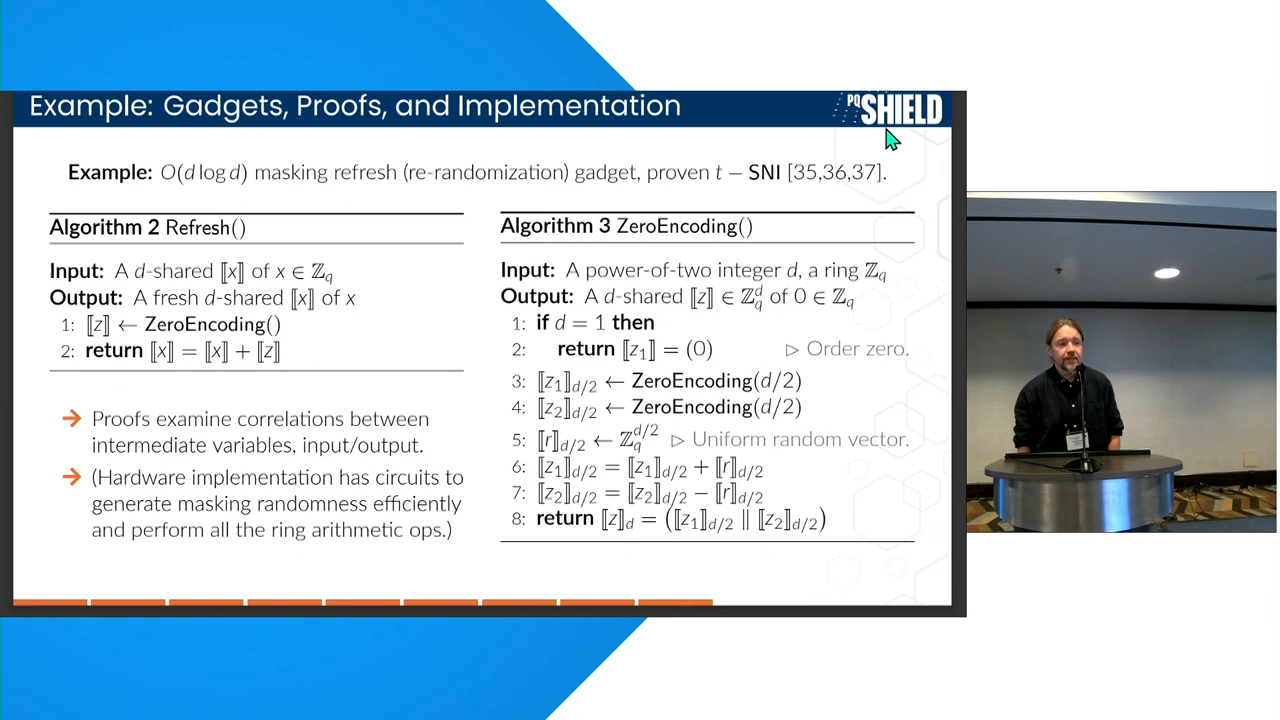 Example: Gadgets, Proofs, and Implementation
PQSHIELD
Example: O(d log d) masking refresh (re-randomization) gadget, proven t − SNI [35,36,37].
Algorithm 2 Refresh()
Input: A d-shared ⟦x⟧ of x ∈ ℤq
Output: A fresh d-shared ⟦x⟧ of x
1: ⟦z⟧ ← ZeroEncoding()
2: return ⟦x⟧ = ⟦x⟧ + ⟦z⟧
→ Proofs examine correlations between
intermediate variables, input/output.
→ (Hardware implementation has circuits to
generate masking randomness efficiently
and perform all the ring arithmetic ops.)
Algorithm 3 ZeroEncoding()
Input: A power-of-two integer d, a ring ℤq
Output: A d-shared ⟦z⟧ ∈ ℤq^d of 0 ∈ ℤq
1: if d = 1 then
2: return ⟦z₁⟧ = (0) ▷ Order zero.
3: ⟦z₁⟧d/2 ← ZeroEncoding(d/2)
4: ⟦z₂⟧d/2 ← ZeroEncoding(d/2)
5: ⟦r⟧d/2 ← ℤq^d/2 ▷ Uniform random vector.
6: ⟦z₁⟧d/2 = ⟦z₁⟧d/2 + ⟦r⟧d/2
7: ⟦z₂⟧d/2 = ⟦z₂⟧d/2 − ⟦r⟧d/2
8: return ⟦z⟧d = (⟦z₁⟧d/2 ∥ ⟦z₂⟧d/2)